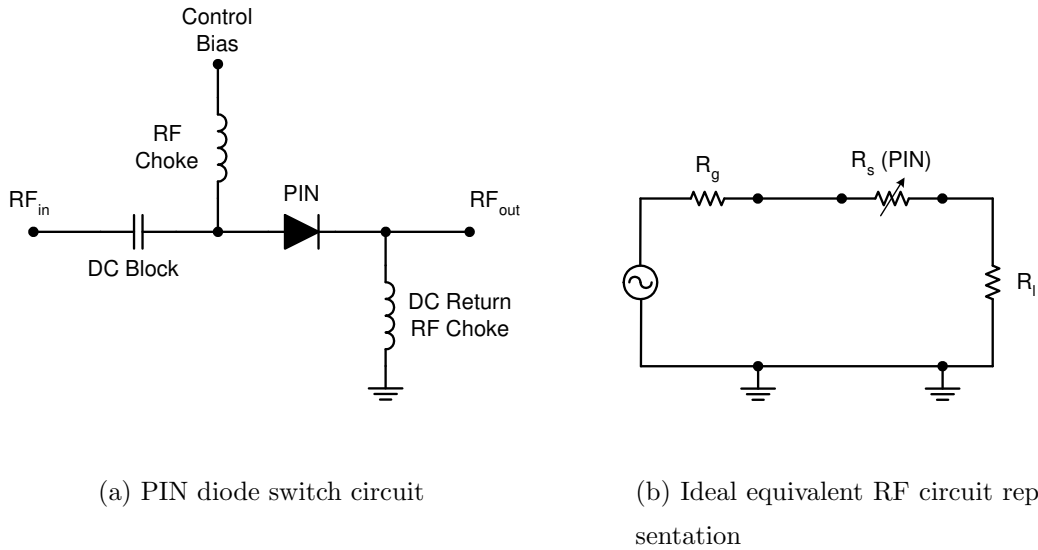 Control
Bias
RF
Choke
PIN
RF_in
RF_out
DC Block
DC Return
RF Choke
R_g
R_s (PIN)
R_l
(a) PIN diode switch circuit
(b) Ideal equivalent RF circuit rep
sentation